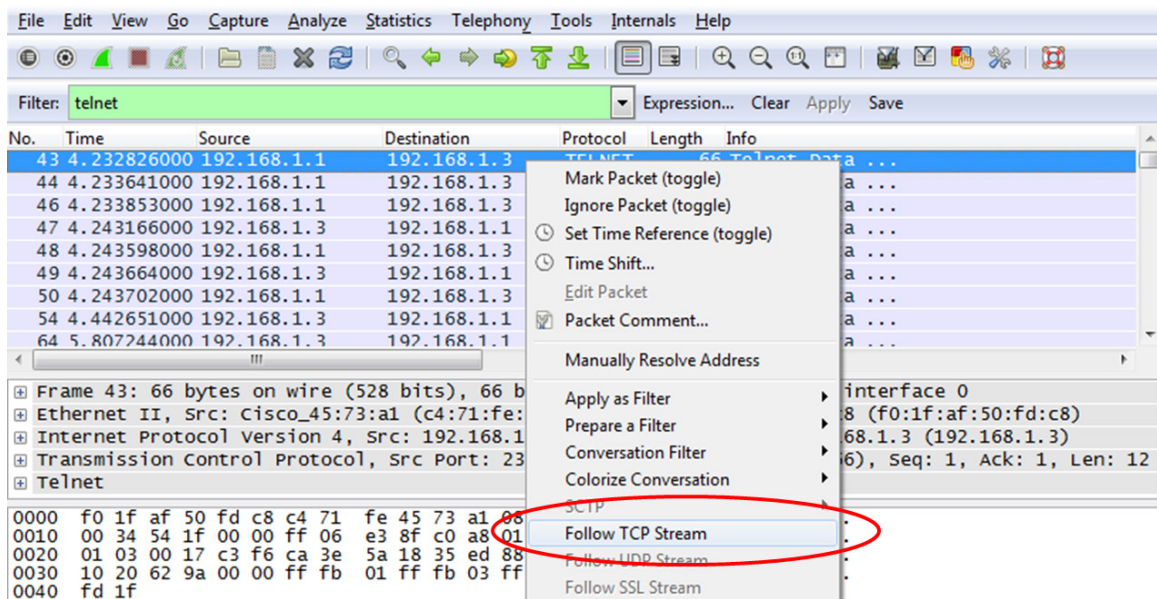 File Edit View Go Capture Analyze Statistics Telephony Tools Internals Help
Filter: telnet Expression... Clear Apply Save
No. Time Source Destination Protocol Length Info
43 4.232826000 192.168.1.1 192.168.1.3 TELNET 66 Telnet Data ...
44 4.233641000 192.168.1.1 192.168.1.3 a ...
46 4.233853000 192.168.1.1 192.168.1.3 a ...
47 4.243166000 192.168.1.3 192.168.1.1 a ...
48 4.243598000 192.168.1.1 192.168.1.3 a ...
49 4.243664000 192.168.1.3 192.168.1.1 a ...
50 4.243702000 192.168.1.1 192.168.1.3 a ...
54 4.442651000 192.168.1.3 192.168.1.1 a ...
64 5.807244000 192.168.1.3 192.168.1.1 a ...
Mark Packet (toggle)
Ignore Packet (toggle)
Set Time Reference (toggle)
Time Shift...
Edit Packet
Packet Comment...
Manually Resolve Address
Apply as Filter
Prepare a Filter
Conversation Filter
Colorize Conversation
SCTP
Follow TCP Stream
Follow UDP Stream
Follow SSL Stream
Frame 43: 66 bytes on wire (528 bits), 66 b interface 0
Ethernet II, Src: Cisco_45:73:a1 (c4:71:fe: 8 (f0:1f:af:50:fd:c8)
Internet Protocol Version 4, Src: 192.168.1 68.1.3 (192.168.1.3)
Transmission Control Protocol, Src Port: 23 6), Seq: 1, Ack: 1, Len: 12
Telnet
0000 f0 1f af 50 fd c8 c4 71 fe 45 73 a1 08 .
0010 00 34 54 1f 00 00 ff 06 e3 8f c0 a8 01 .
0020 01 03 00 17 c3 f6 ca 3e 5a 18 35 ed 88 .
0030 10 20 62 9a 00 00 ff fb 01 ff fb 03 ff .
0040 fd 1f